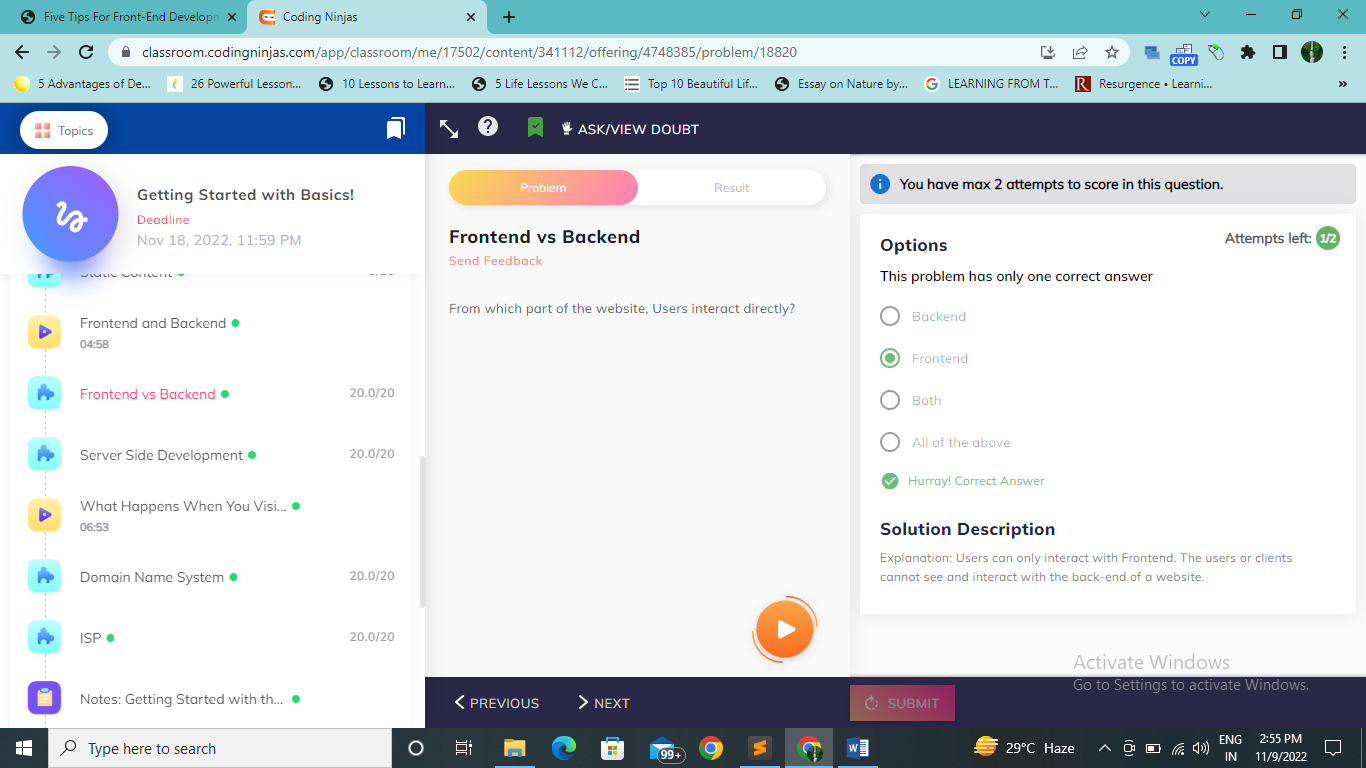 Five Tips For Front-End Developm
Coding Ninjas
classroom.codingninjas.com/app/classroom/me/17502/content/341112/offering/4748385/problem/18820
COPY
5 Advantages of De...
26 Powerful Lesson...
10 Lessons to Learn...
5 Life Lessons We C...
Top 10 Beautiful Lif...
Essay on Nature by...
LEARNING FROM T...
Resurgence • Learni...
Topics
ASK/VIEW DOUBT
Getting Started with Basics!
Deadline
Nov 18, 2022, 11:59 PM
Static Content
Frontend and Backend
04:58
Frontend vs Backend
20.0/20
Server Side Development
20.0/20
What Happens When You Visi...
06:53
Domain Name System
20.0/20
ISP
20.0/20
Notes: Getting Started with th...
Problem
Result
Frontend vs Backend
Send Feedback
From which part of the website, Users interact directly?
PREVIOUS
NEXT
You have max 2 attempts to score in this question.
Options
Attempts left: 1/2
This problem has only one correct answer
Backend
Frontend
Both
All of the above
Hurray! Correct Answer
Solution Description
Explanation: Users can only interact with Frontend. The users or clients
cannot see and interact with the back-end of a website.
Activate Windows
Go to Settings to activate Windows.
SUBMIT
Type here to search
99+
29°C Haze
ENG
IN
2:55 PM
11/9/2022